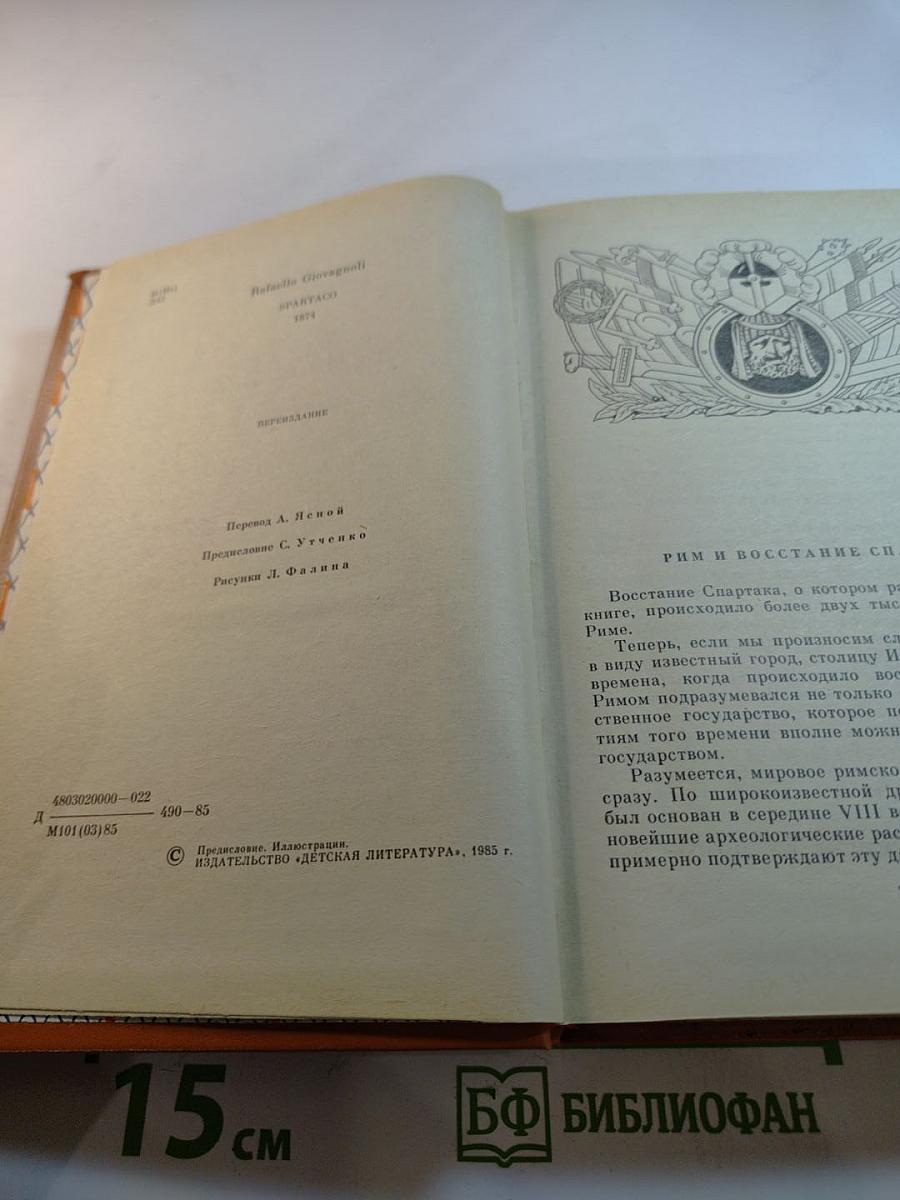 Rafaello Giovagnoli
SPARTACO
1874
ПЕРЕИЗДАНИЕ
Перевод А. Ясной
Предисловие С. Утченко
Рисунки Л. Фалина
Д 4803020000—022 490—85
М101(03)85
© Предисловие. Иллюстрации.
ИЗДАТЕЛЬСТВО «ДЕТСКАЯ ЛИТЕРАТУРА», 1985 г.
РИМ И ВОССТАНИЕ СПА
Восстание Спартака, о котором ра
книге, происходило более двух тыс
Риме.
Теперь, если мы произносим сл
в виду известный город, столицу И
времена, когда происходило вос
Римом подразумевался не только
ственное государство, которое по
тиям того времени вполне можн
государством.
Разумеется, мировое римско
сразу. По широкоизвестной др
был основан в середине VIII в
новейшие археологические рас
примерно подтверждают эту д
15 см
БФ БИБЛИОФАН